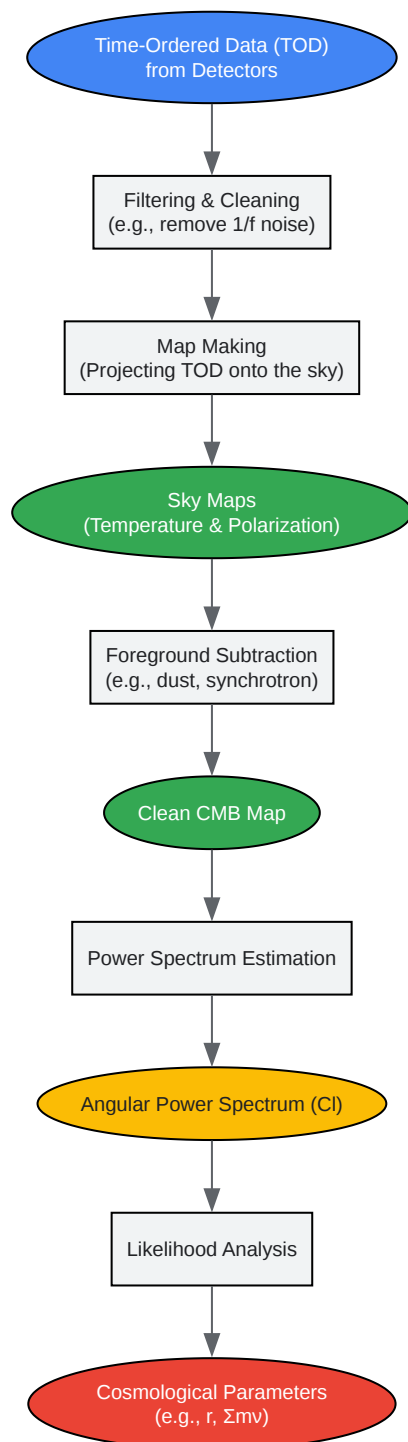 Time-Ordered Data (TOD)
from Detectors
Filtering & Cleaning
(e.g., remove 1/f noise)
Map Making
(Projecting TOD onto the sky)
Sky Maps
(Temperature & Polarization)
Foreground Subtraction
(e.g., dust, synchrotron)
Clean CMB Map
Power Spectrum Estimation
Angular Power Spectrum (Cl)
Likelihood Analysis
Cosmological Parameters
(e.g., r, Σmν)